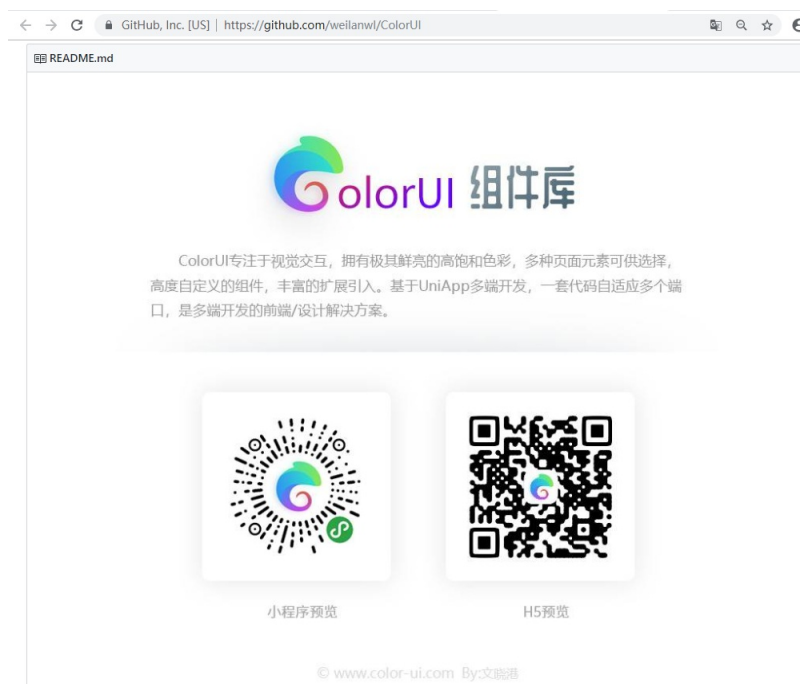 GitHub, Inc. [US] | https://github.com/weilanwl/ColorUI
README.md
ColorUI 组件库
ColorUI专注于视觉交互，拥有极其鲜亮的高饱和色彩，多种页面元素可供选择，
高度自定义的组件，丰富的扩展引入。基于UniApp多端开发，一套代码自适应多个端
口，是多端开发的前端/设计解决方案。
小程序预览
H5预览
© www.color-ui.com By:文晓港